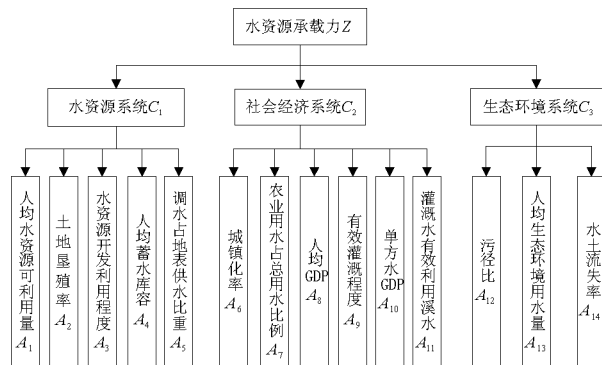 水资源承载力Z
水资源系统C₁
社会经济系统C₂
生态环境系统C₃
人均水资源可利用量A₁
土地垦殖率A₂
水资源开发利用程度A₃
人均蓄水库容A₄
调水占地表供水比重A₅
城镇化率A₆
农业用水占总用水比例A₇
人均GDP A₈
有效灌溉程度A₉
单方水GDP A₁₀
灌溉水有效利用溪水A₁₁
污径比A₁₂
人均生态环境用水量A₁₃
水土流失率A₁₄